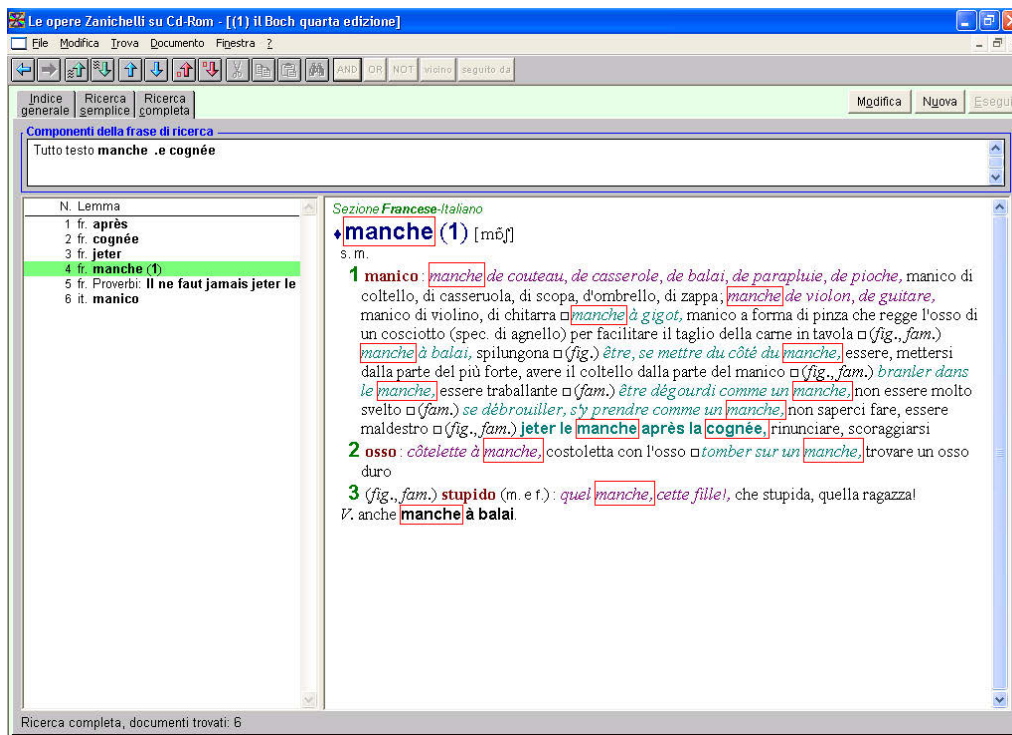 Le opere Zanichelli su Cd-Rom - [(1) il Boch quarta edizione]
File Modifica Trova Documento Finestra ?
AND OR NOT vicino seguito da
Indice generale
Ricerca semplice
Ricerca completa
Modifica Nuova Esegui
Componenti della frase di ricerca
Tutto testo manche .e cognée
N. Lemma
1 fr. après
2 fr. cognée
3 fr. jeter
4 fr. manche (1)
5 fr. Proverbi: Il ne faut jamais jeter le
6 it. manico
Sezione Francese-Italiano
♦manche (1) [mɑ̃ʃ]
s. m.
1 manico : manche de couteau, de casserole, de balai, de parapluie, de pioche, manico di
coltello, di casseruola, di scopa, d'ombrello, di zappa; manche de violon, de guitare,
manico di violino, di chitarra □ manche à gigot, manico a forma di pinza che regge l'osso di
un cosciotto (spec. di agnello) per facilitare il taglio della carne in tavola □ (fig., fam.)
manche à balai, spilungona □ (fig.) être, se mettre du côté du manche, essere, mettersi
dalla parte del più forte, avere il coltello dalla parte del manico □ (fig., fam.) branler dans
le manche, essere traballante □ (fam.) être dégourdi comme un manche, non essere molto
svelto □ (fam.) se débrouiller, s'y prendre comme un manche, non saperci fare, essere
maldestro □ (fig., fam.) jeter le manche après la cognée, rinunciare, scoraggiarsi
2 osso : côtelette à manche, costoletta con l'osso □ tomber sur un manche, trovare un osso
duro
3 (fig., fam.) stupido (m. e f.) : quel manche, cette fille!, che stupida, quella ragazza!
V. anche manche à balai.
Ricerca completa, documenti trovati: 6